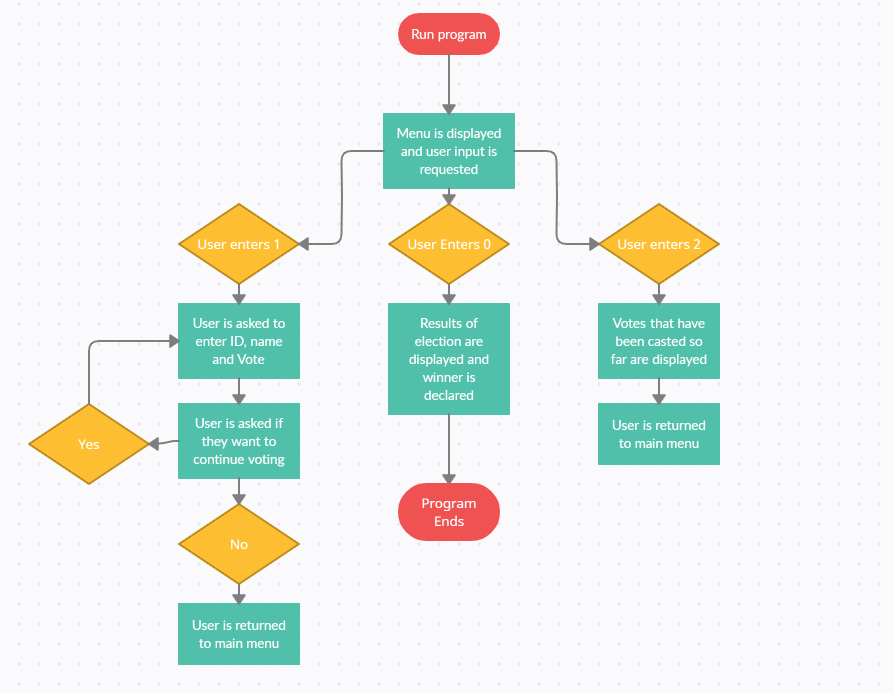 Run program
Menu is displayed
and user input is
requested
User enters 1
User Enters 0
User enters 2
User is asked to
enter ID, name
and Vote
Results of
election are
displayed and
winner is
declared
Votes that have
been casted so
far are displayed
User is asked if
they want to
continue voting
Yes
User is returned
to main menu
Program
Ends
No
User is returned
to main menu